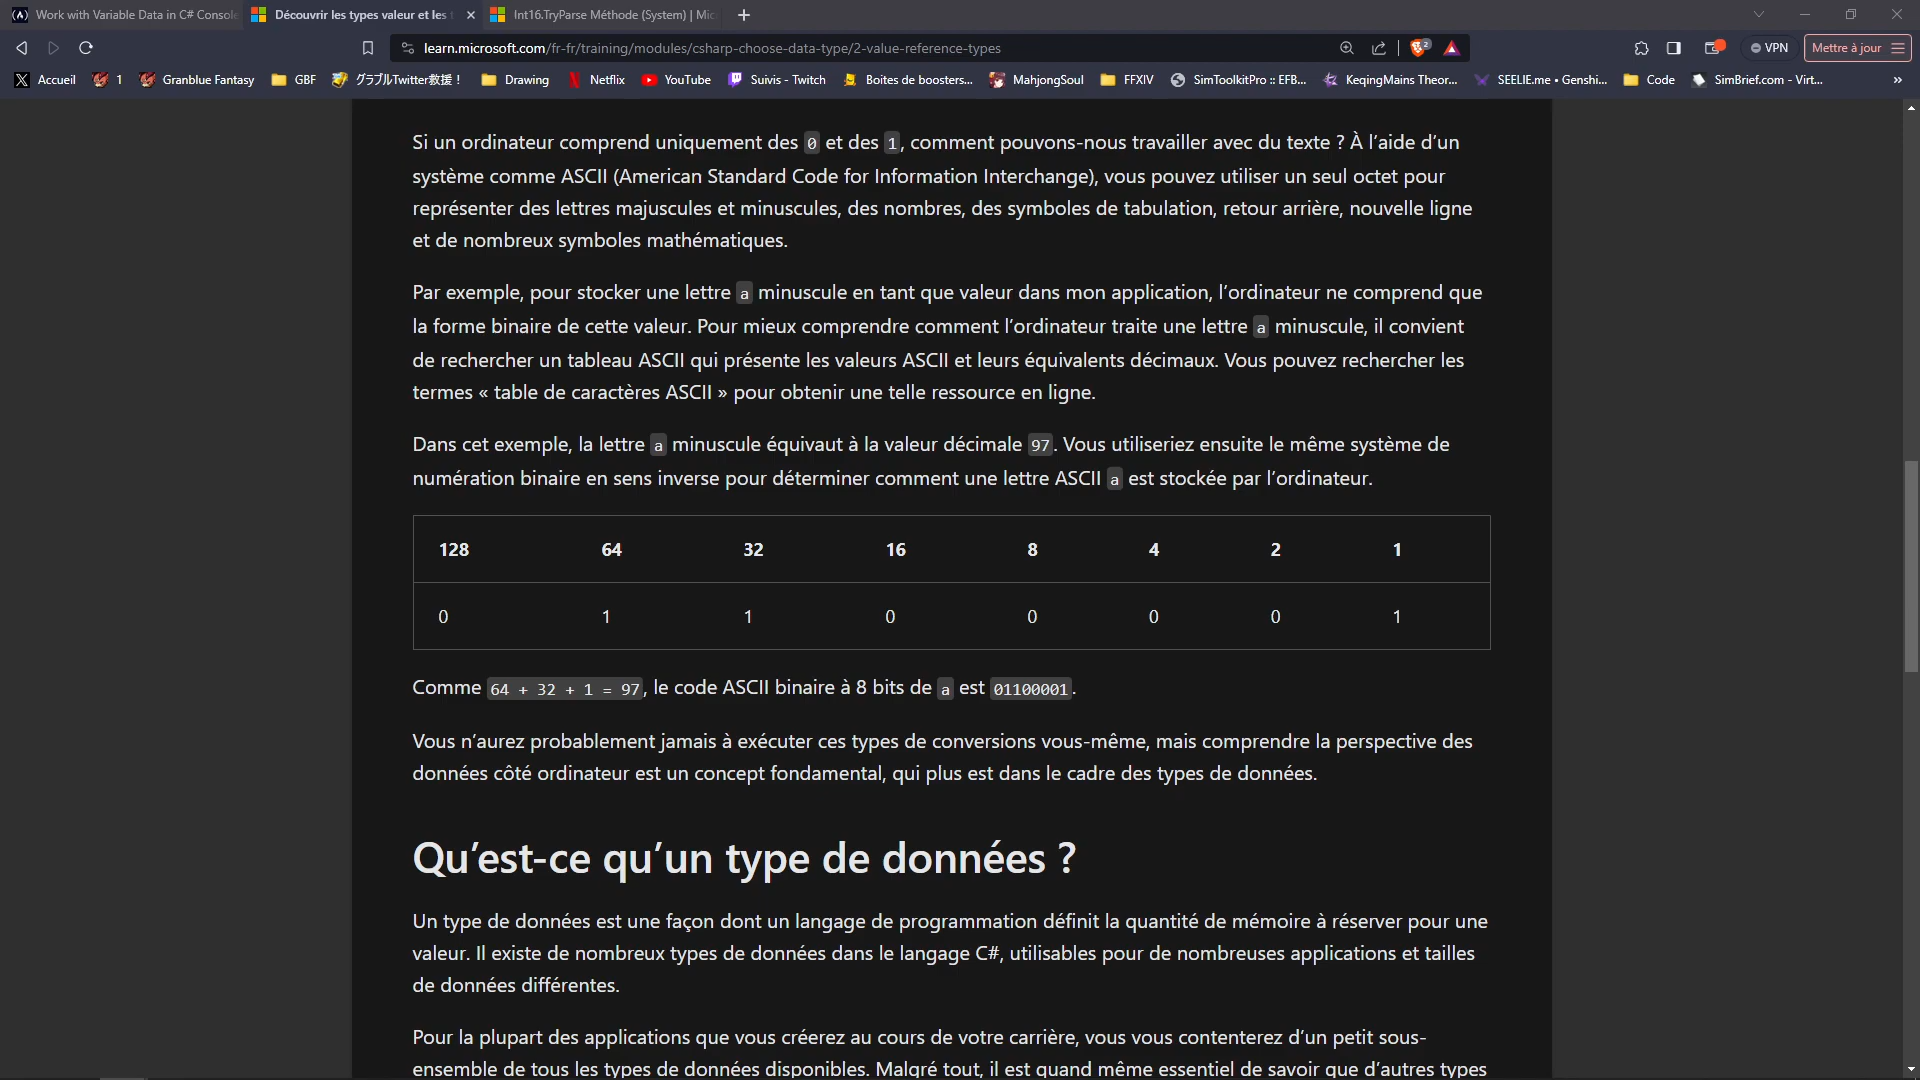 Work with Variable Data in C# Console
Découvrir les types valeur et les t
Int16.TryParse Méthode (System) | Mic
learn.microsoft.com/fr-fr/training/modules/csharp-choose-data-type/2-value-reference-types
2
VPN
Mettre à jour
Accueil
1
Granblue Fantasy
GBF
グラブルTwitter救援！
Drawing
Netflix
YouTube
Suivis - Twitch
Boites de boosters...
MahjongSoul
FFXIV
SimToolkitPro :: EFB...
KeqingMains Theor...
SEELIE.me • Genshi...
Code
SimBrief.com - Virt...
»
Si un ordinateur comprend uniquement des 0 et des 1, comment pouvons-nous travailler avec du texte ? À l’aide d’un
système comme ASCII (American Standard Code for Information Interchange), vous pouvez utiliser un seul octet pour
représenter des lettres majuscules et minuscules, des nombres, des symboles de tabulation, retour arrière, nouvelle ligne
et de nombreux symboles mathématiques.
Par exemple, pour stocker une lettre a minuscule en tant que valeur dans mon application, l’ordinateur ne comprend que
la forme binaire de cette valeur. Pour mieux comprendre comment l’ordinateur traite une lettre a minuscule, il convient
de rechercher un tableau ASCII qui présente les valeurs ASCII et leurs équivalents décimaux. Vous pouvez rechercher les
termes « table de caractères ASCII » pour obtenir une telle ressource en ligne.
Dans cet exemple, la lettre a minuscule équivaut à la valeur décimale 97. Vous utiliseriez ensuite le même système de
numération binaire en sens inverse pour déterminer comment une lettre ASCII a est stockée par l’ordinateur.
128 64 32 16 8 4 2 1
0 1 1 0 0 0 0 1
Comme 64 + 32 + 1 = 97, le code ASCII binaire à 8 bits de a est 01100001.
Vous n’aurez probablement jamais à exécuter ces types de conversions vous-même, mais comprendre la perspective des
données côté ordinateur est un concept fondamental, qui plus est dans le cadre des types de données.
Qu’est-ce qu’un type de données ?
Un type de données est une façon dont un langage de programmation définit la quantité de mémoire à réserver pour une
valeur. Il existe de nombreux types de données dans le langage C#, utilisables pour de nombreuses applications et tailles
de données différentes.
Pour la plupart des applications que vous créerez au cours de votre carrière, vous vous contenterez d’un petit sous-
ensemble de tous les types de données disponibles. Malgré tout, il est quand même essentiel de savoir que d’autres types